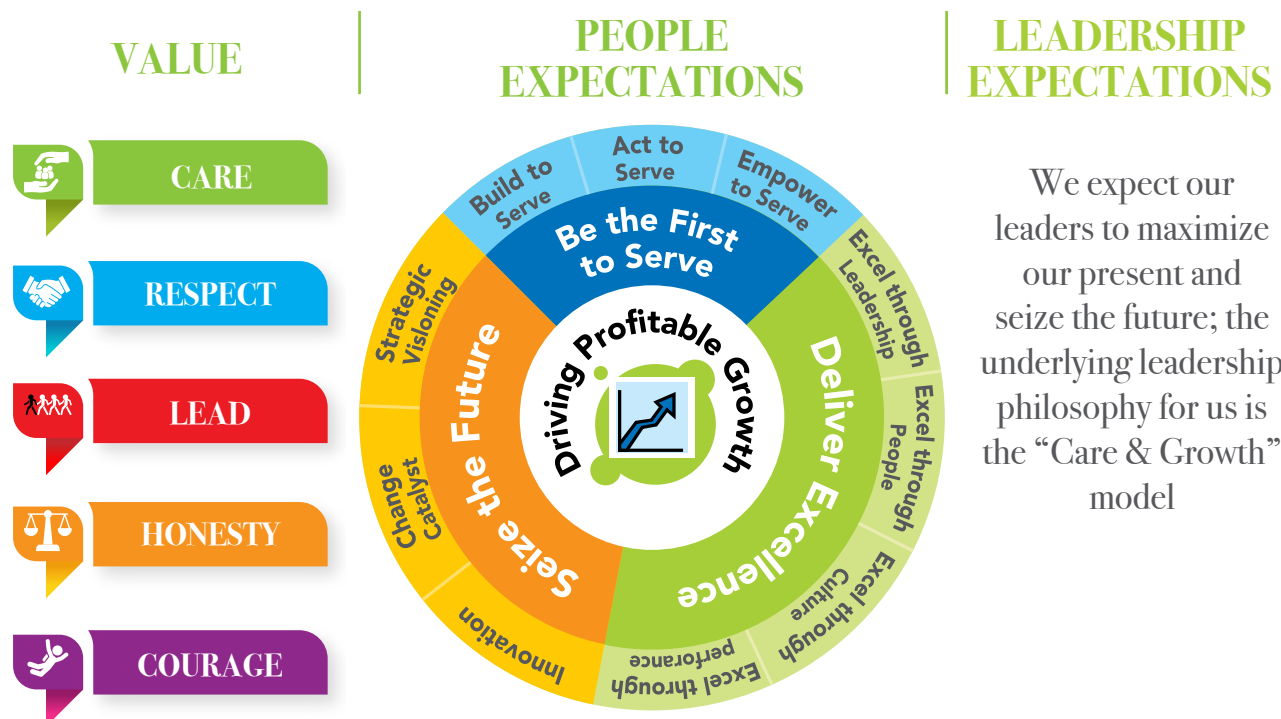 VALUE
CARE
RESPECT
LEAD
HONESTY
COURAGE
PEOPLE
EXPECTATIONS
Build to
Serve
Act to
Serve
Empower
to Serve
Be the First
to Serve
Excel through
Leadership
Excel through
People
Excel through
Culture
Excel through
perforance
Deliver Excellence
Strategic
Visloning
Change
Catalyst
Innovation
Seize the Future
Driving Profitable Growth
LEADERSHIP
EXPECTATIONS
We expect our
leaders to maximize
our present and
seize the future; the
underlying leadership
philosophy for us is
the “Care & Growth”
model